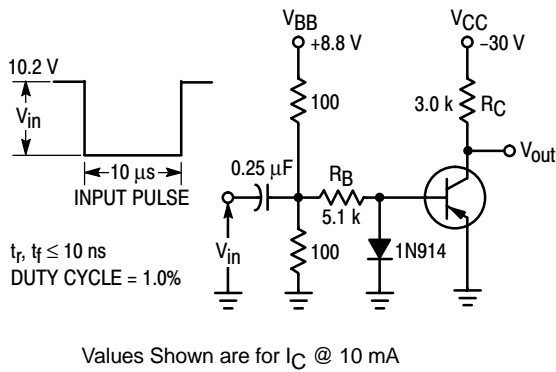 V_BB
+8.8 V
V_CC
–30 V
10.2 V
V_in
10 μs
INPUT PULSE
100
3.0 k
R_C
V_out
0.25 μF
R_B
5.1 k
V_in
100
1N914
t_r, t_f ≤ 10 ns
DUTY CYCLE = 1.0%
Values Shown are for I_C @ 10 mA